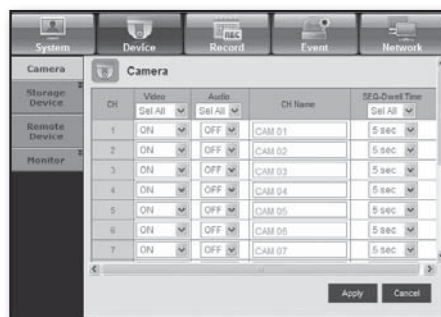 System Device Record Event Network
REC
Camera
Storage Device
Remote Device
Monitor
Camera
CH Video Audio CH Name SEQ-Dwell Time
Sel All Sel All Sel All
1 ON OFF CAM 01 5 sec
2 ON OFF CAM 02 5 sec
3 ON OFF CAM 03 5 sec
4 ON OFF CAM 04 5 sec
5 ON OFF CAM 05 5 sec
6 ON OFF CAM 06 5 sec
7 ON OFF CAM 07 5 sec
Apply Cancel